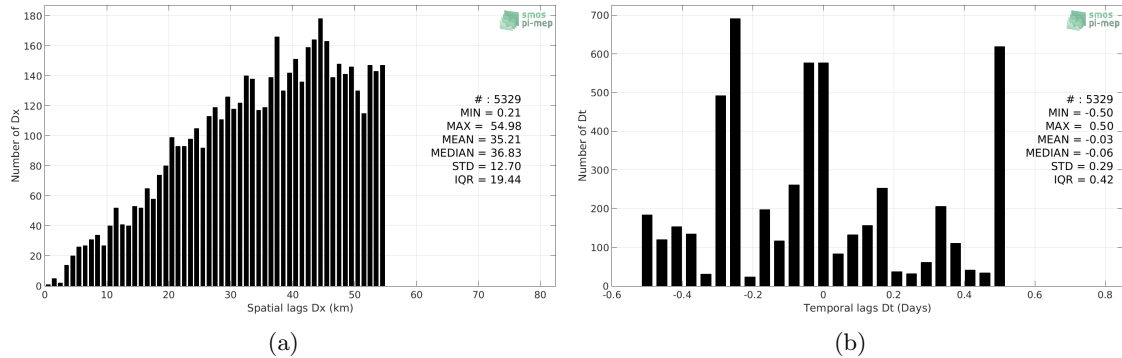 smos
pi-mep
180
160
140
120
100
80
60
40
20
0
Number of Dx
# : 5329
MIN = 0.21
MAX = 54.98
MEAN = 35.21
MEDIAN = 36.83
STD = 12.70
IQR = 19.44
0 10 20 30 40 50 60 70 80
Spatial lags Dx (km)
(a)
smos
pi-mep
700
600
500
400
300
200
100
0
Number of Dt
# : 5329
MIN = -0.50
MAX = 0.50
MEAN = -0.03
MEDIAN = -0.06
STD = 0.29
IQR = 0.42
-0.6 -0.4 -0.2 0 0.2 0.4 0.6 0.8
Temporal lags Dt (Days)
(b)